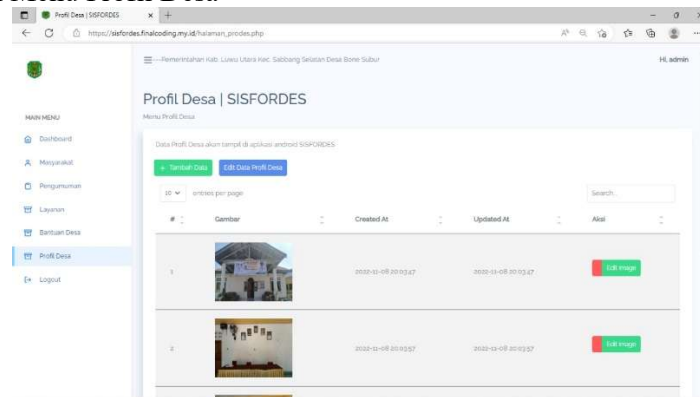 Profil Desa | SISFORDES
https://sisfordes.finalcoding.my.id/halaman_prodes.php
Pemerintahan Kab. Luwu Utara Kec. Sabbang Selatan Desa Bone Subur
Hi, admin
Profil Desa | SISFORDES
Menu Profil Desa
MAIN MENU
Dashboard
Masyarakat
Pengumuman
Layanan
Bantuan Desa
Profil Desa
Logout
Data Profil Desa akan tampil di aplikasi android SISFORDES
+ Tambah Data
Edit Data Profil Desa
10 entries per page
Search...
# Gambar Created At Updated At Aksi
1 2022-11-08 20:03:47 2022-11-08 20:03:47 Edit Image
2 2022-11-08 20:03:57 2022-11-08 20:03:57 Edit Image